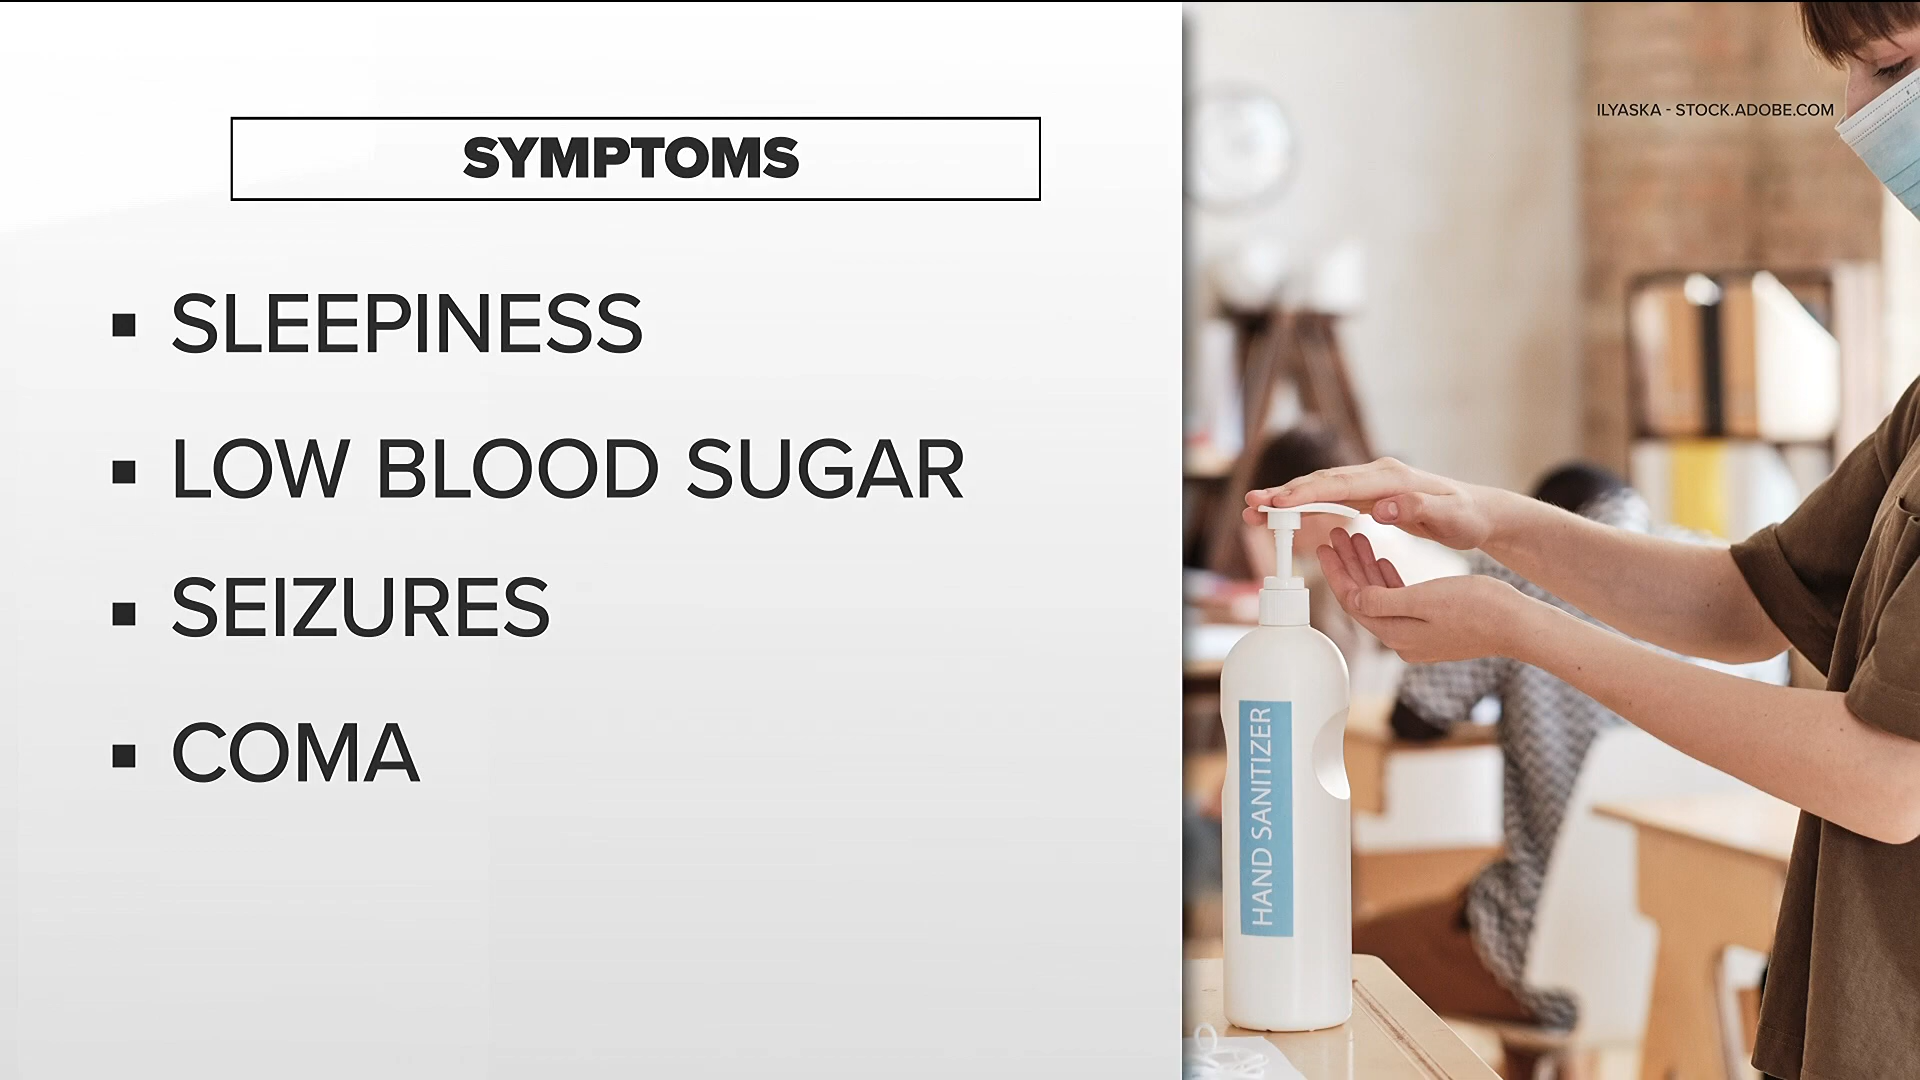 SYMPTOMS
▪ SLEEPINESS
▪ LOW BLOOD SUGAR
▪ SEIZURES
▪ COMA
ILYASKA - STOCK.ADOBE.COM
HAND SANITIZER